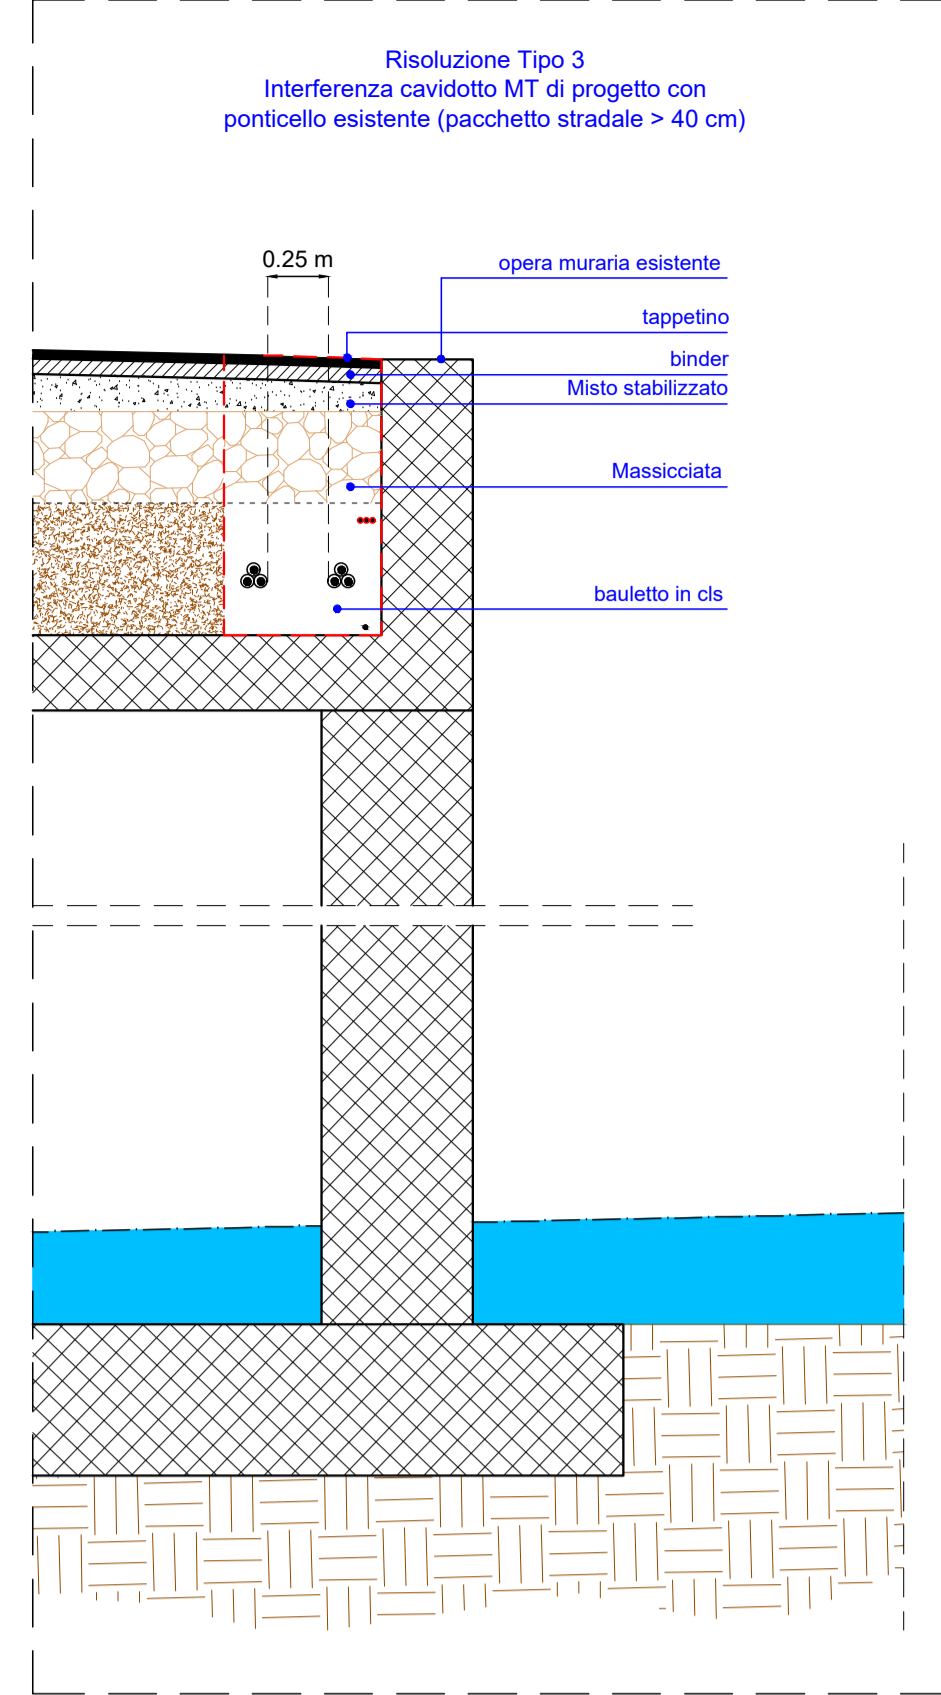 Risoluzione Tipo 3
Interferenza cavidotto MT di progetto con
ponticello esistente (pacchetto stradale > 40 cm)
0.25 m
opera muraria esistente
tappetino
binder
Misto stabilizzato
Massicciata
bauletto in cls